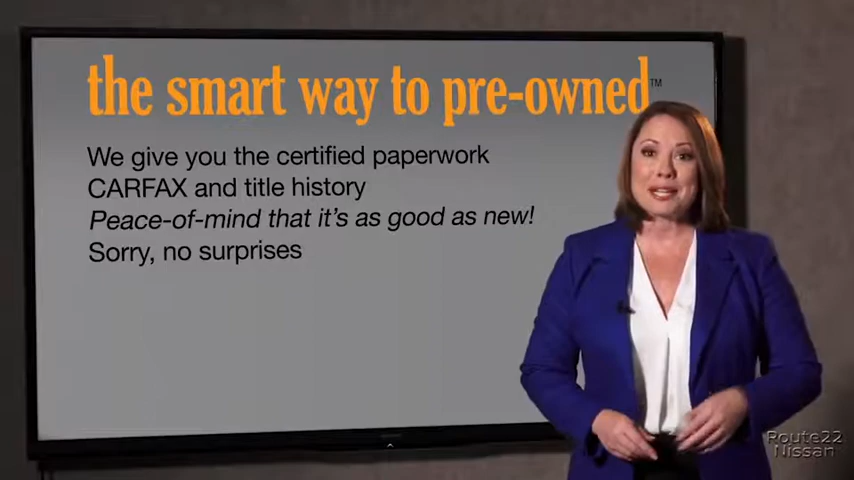 the smart way to pre-owned™
We give you the certified paperwork
CARFAX and title history
Peace-of-mind that it's as good as new!
Sorry, no surprises
Route22
Nissan